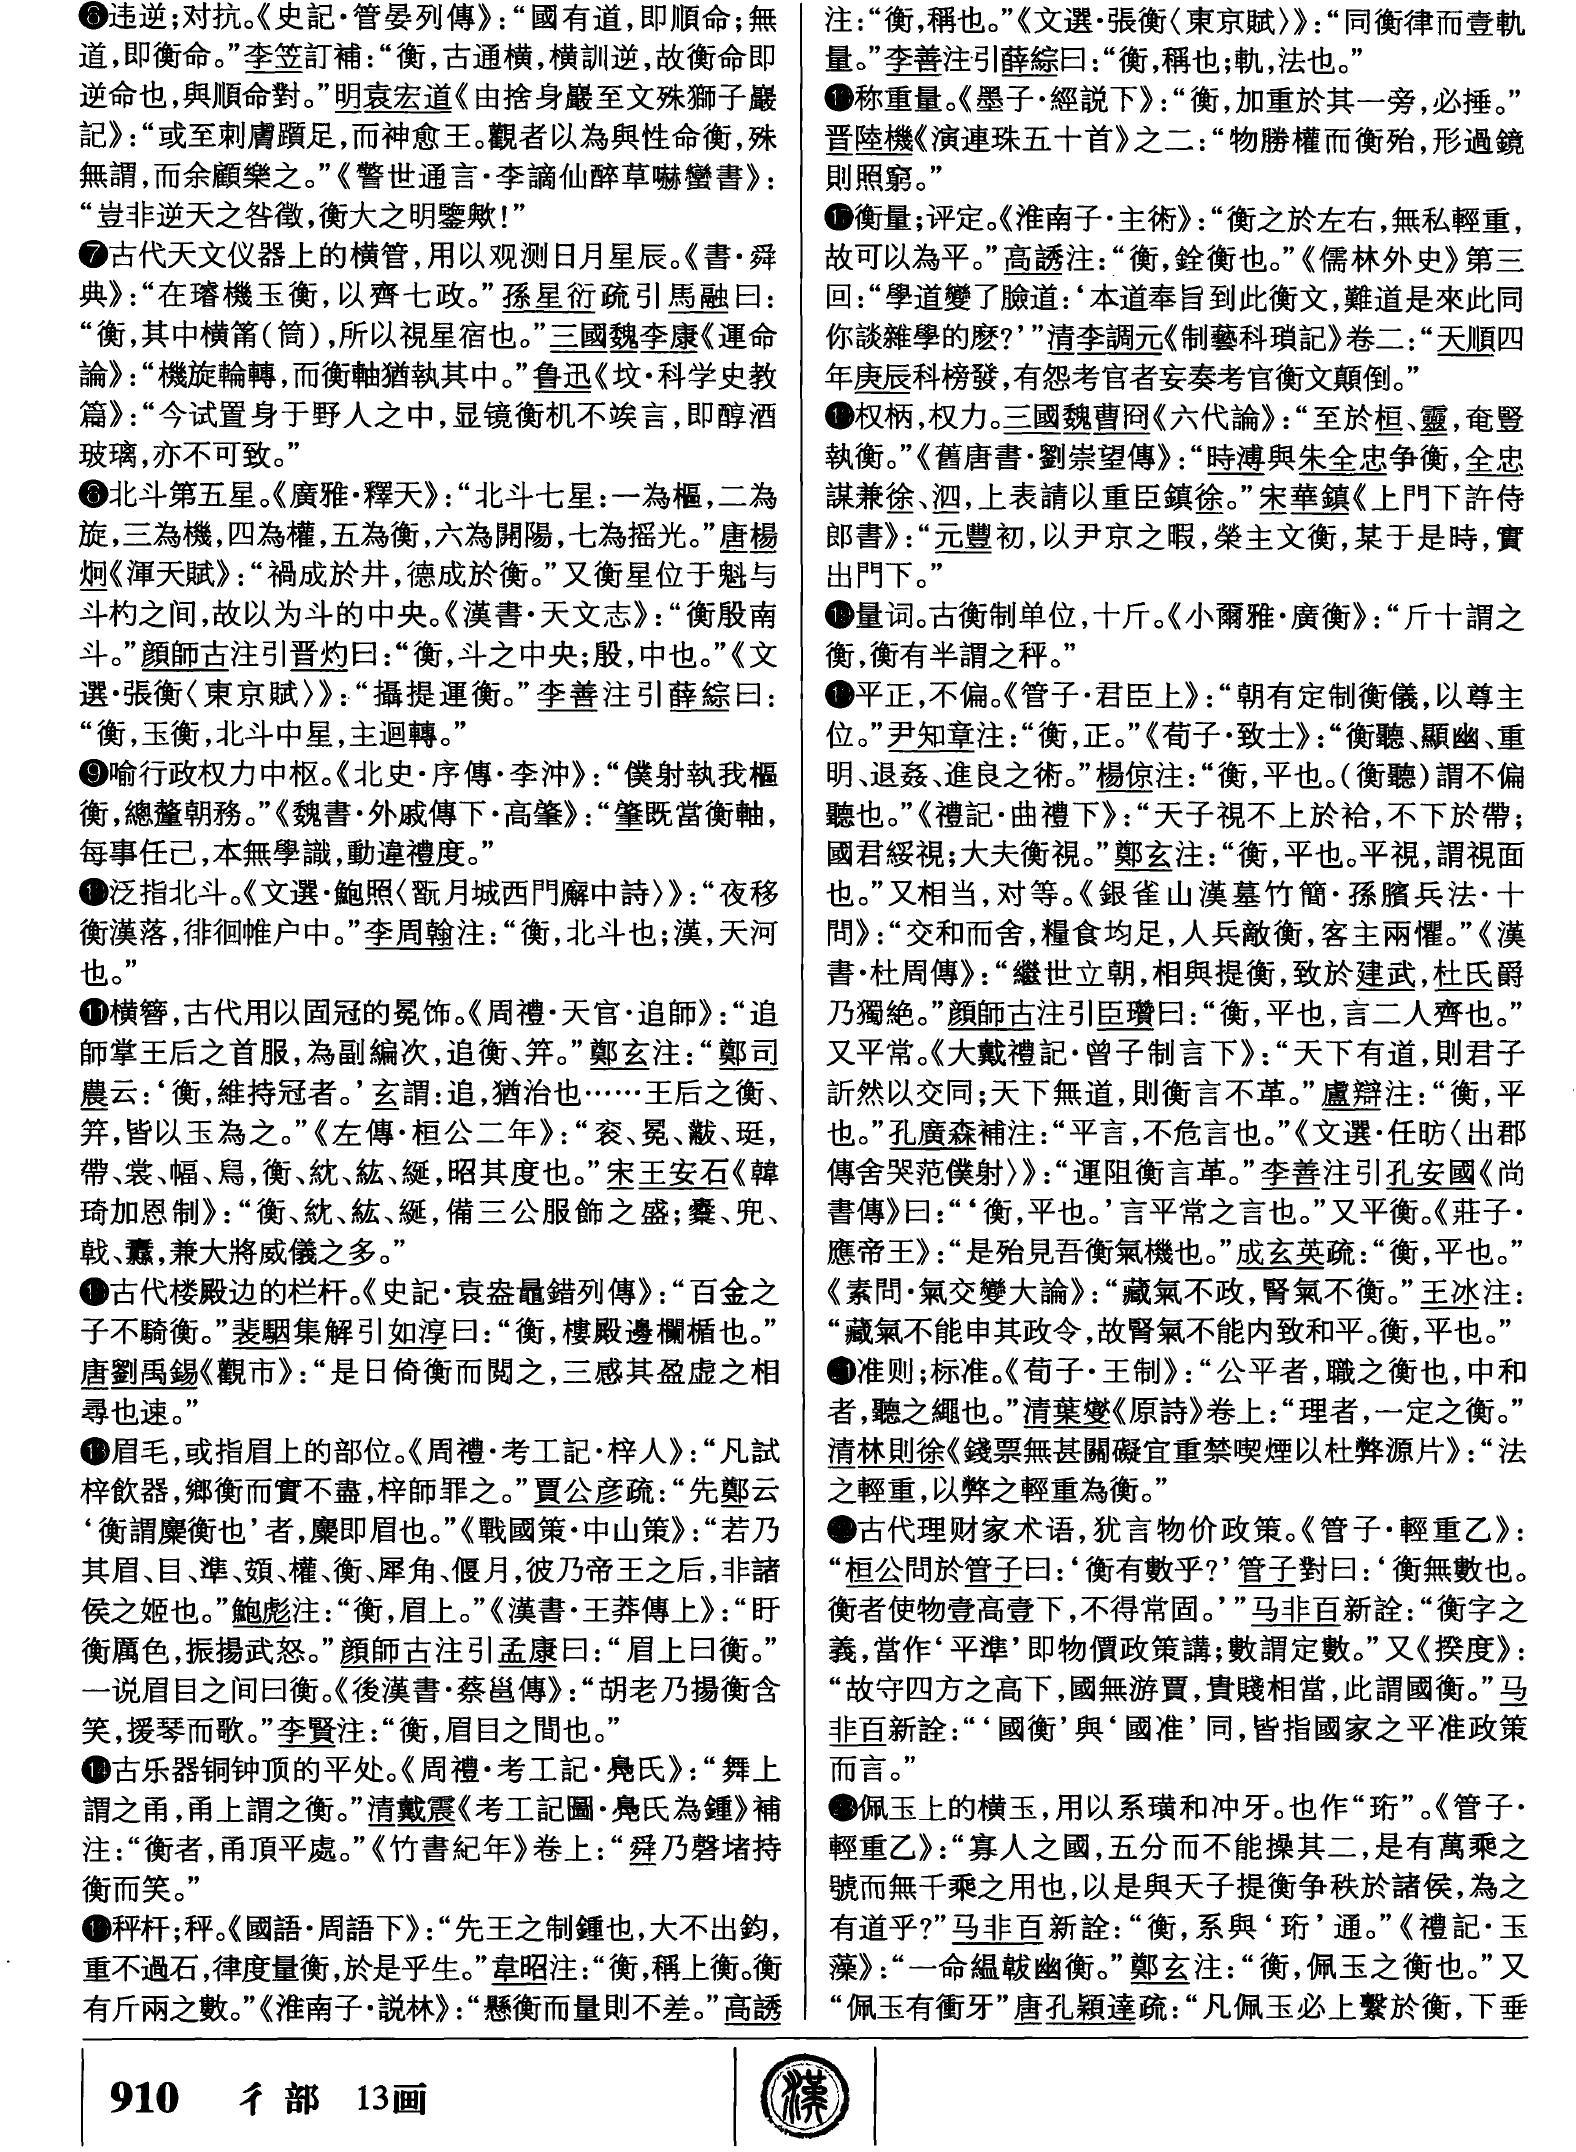 ❻违逆;对抗。《史記·管晏列傳》:“國有道,即順命;無
道,即衡命。”李笠訂補:“衡,古通横,横訓逆,故衡命即
逆命也,與順命對。”明袁宏道《由捨身巖至文殊獅子巖
記》:“或至刺膚躓足,而神愈王。觀者以為與性命衡,殊
無謂,而余顧樂之。”《警世通言·李謫仙醉草嚇蠻書》:
“豈非逆天之咎徵,衡大之明鑒歟!”
❼古代天文仪器上的横管,用以观测日月星辰。《書·舜
典》:“在璿機玉衡,以齊七政。”孫星衍疏引馬融曰:
“衡,其中横筩(筒),所以視星宿也。”三國魏李康《運命
論》:“機旋輪轉,而衡軸猶執其中。”鲁迅《坟·科学史教
篇》:“今试置身于野人之中,显镜衡机不竢言,即醇酒
玻璃,亦不可致。”
❽北斗第五星。《廣雅·釋天》:“北斗七星:一為樞,二為
旋,三為機,四為權,五為衡,六為開陽,七為摇光。”唐楊
炯《渾天賦》:“禍成於井,德成於衡。”又衡星位于魁与
斗杓之间,故以为斗的中央。《漢書·天文志》:“衡殷南
斗。”顔師古注引晋灼曰:“衡,斗之中央;殷,中也。”《文
選·張衡〈東京賦〉》:“攝提運衡。”李善注引薛綜曰:
“衡,玉衡,北斗中星,主迴轉。”
❾喻行政权力中枢。《北史·序傳·李沖》:“僕射執我樞
衡,總釐朝務。”《魏書·外戚傳下·高肇》:“肇既當衡軸,
每事任己,本無學識,動違禮度。”
❿泛指北斗。《文選·鮑照〈翫月城西門廨中詩〉》:“夜移
衡漢落,徘徊帷户中。”李周翰注:“衡,北斗也;漢,天河
也。”
⓫横簪,古代用以固冠的冕饰。《周禮·天官·追師》:“追
師掌王后之首服,為副編次,追衡、笄。”鄭玄注:“鄭司
農云:‘衡,維持冠者。’玄謂:追,猶治也……王后之衡、
笄,皆以玉為之。”《左傳·桓公二年》:“衮、冕、黻、珽,
帶、裳、幅、舄,衡、紞、紘、綖,昭其度也。”宋王安石《韓
琦加恩制》:“衡、紞、紘、綖,備三公服飾之盛;櫜、兜、
戟、纛,兼大將威儀之多。”
⓬古代楼殿边的栏杆。《史記·袁盎鼂錯列傳》:“百金之
子不騎衡。”裴駰集解引如淳曰:“衡,樓殿邊欄楯也。”
唐劉禹錫《觀市》:“是日倚衡而閲之,三感其盈虚之相
尋也速。”
⓭眉毛,或指眉上的部位。《周禮·考工記·梓人》:“凡試
梓飲器,鄉衡而實不盡,梓師罪之。”賈公彦疏:“先鄭云
‘衡謂麋衡也’者,麋即眉也。”《戰國策·中山策》:“若乃
其眉、目、準、頞、權、衡、犀角、偃月,彼乃帝王之后,非諸
侯之姬也。”鮑彪注:“衡,眉上。”《漢書·王莽傳上》:“盱
衡厲色,振揚武怒。”顔師古注引孟康曰:“眉上曰衡。”
一说眉目之间曰衡。《後漢書·蔡邕傳》:“胡老乃揚衡含
笑,援琴而歌。”李賢注:“衡,眉目之間也。”
⓮古乐器铜钟顶的平处。《周禮·考工記·鳧氏》:“舞上
謂之甬,甬上謂之衡。”清戴震《考工記圖·鳧氏為鍾》補
注:“衡者,甬頂平處。”《竹書紀年》卷上:“舜乃磬堵持
衡而笑。”
⓯秤杆;秤。《國語·周語下》:“先王之制鍾也,大不出鈞,
重不過石,律度量衡,於是乎生。”韋昭注:“衡,稱上衡。衡
有斤兩之數。”《淮南子·説林》:“懸衡而量則不差。”高誘
注:“衡,稱也。”《文選·張衡〈東京賦〉》:“同衡律而壹軌
量。”李善注引薛綜曰:“衡,稱也;軌,法也。”
⓰称重量。《墨子·經説下》:“衡,加重於其一旁,必捶。”
晋陸機《演連珠五十首》之二:“物勝權而衡殆,形過鏡
則照窮。”
⓱衡量;评定。《淮南子·主術》:“衡之於左右,無私輕重,
故可以為平。”高誘注:“衡,銓衡也。”《儒林外史》第三
回:“學道變了臉道:‘本道奉旨到此衡文,難道是來此同
你談雜學的麽?’”清李調元《制藝科瑣記》卷二:“天順四
年庚辰科榜發,有怨考官者妄奏考官衡文顛倒。”
⓲权柄,权力。三國魏曹冏《六代論》:“至於桓、靈,奄豎
執衡。”《舊唐書·劉崇望傳》:“時溥與朱全忠争衡,全忠
謀兼徐、泗,上表請以重臣鎮徐。”宋華鎮《上門下許侍
郎書》:“元豐初,以尹京之暇,榮主文衡,某于是時,實
出門下。”
⓳量词。古衡制单位,十斤。《小爾雅·廣衡》:“斤十謂之
衡,衡有半謂之秤。”
⓴平正,不偏。《管子·君臣上》:“朝有定制衡儀,以尊主
位。”尹知章注:“衡,正。”《荀子·致士》:“衡聽、顯幽、重
明、退姦、進良之術。”楊倞注:“衡,平也。(衡聽)謂不偏
聽也。”《禮記·曲禮下》:“天子視不上於袷,不下於帶;
國君綏視;大夫衡視。”鄭玄注:“衡,平也。平視,謂視面
也。”又相当,对等。《銀雀山漢墓竹簡·孫臏兵法·十
問》:“交和而舍,糧食均足,人兵敵衡,客主兩懼。”《漢
書·杜周傳》:“繼世立朝,相與提衡,致於建武,杜氏爵
乃獨絶。”顔師古注引臣瓚曰:“衡,平也,言二人齊也。”
又平常。《大戴禮記·曾子制言下》:“天下有道,則君子
訢然以交同;天下無道,則衡言不革。”盧辯注:“衡,平
也。”孔廣森補注:“平言,不危言也。”《文選·任昉〈出郡
傳舍哭范僕射〉》:“運阻衡言革。”李善注引孔安國《尚
書傳》曰:“‘衡,平也。’言平常之言也。”又平衡。《莊子·
應帝王》:“是殆見吾衡氣機也。”成玄英疏:“衡,平也。”
《素問·氣交變大論》:“藏氣不政,腎氣不衡。”王冰注:
“藏氣不能申其政令,故腎氣不能内致和平。衡,平也。”
㉑准则;标准。《荀子·王制》:“公平者,職之衡也,中和
者,聽之繩也。”清葉燮《原詩》卷上:“理者,一定之衡。”
清林則徐《錢票無甚關礙宜重禁喫煙以杜弊源片》:“法
之輕重,以弊之輕重為衡。”
㉒古代理财家术语,犹言物价政策。《管子·輕重乙》:
“桓公問於管子曰:‘衡有數乎?’管子對曰:‘衡無數也。
衡者使物壹高壹下,不得常固。’”马非百新詮:“衡字之
義,當作‘平準’即物價政策講;數謂定數。”又《揆度》:
“故守四方之高下,國無游賈,貴賤相當,此謂國衡。”马
非百新詮:“‘國衡’與‘國准’同,皆指國家之平准政策
而言。”
㉓佩玉上的横玉,用以系璜和冲牙。也作“珩”。《管子·
輕重乙》:“寡人之國,五分而不能操其二,是有萬乘之
號而無千乘之用也,以是與天子提衡争秩於諸侯,為之
有道乎?”马非百新詮:“衡,系與‘珩’通。”《禮記·玉
藻》:“一命緼韍幽衡。”鄭玄注:“衡,佩玉之衡也。”又
“佩玉有衝牙”唐孔穎達疏:“凡佩玉必上繫於衡,下垂
910 彳部 13画
漢